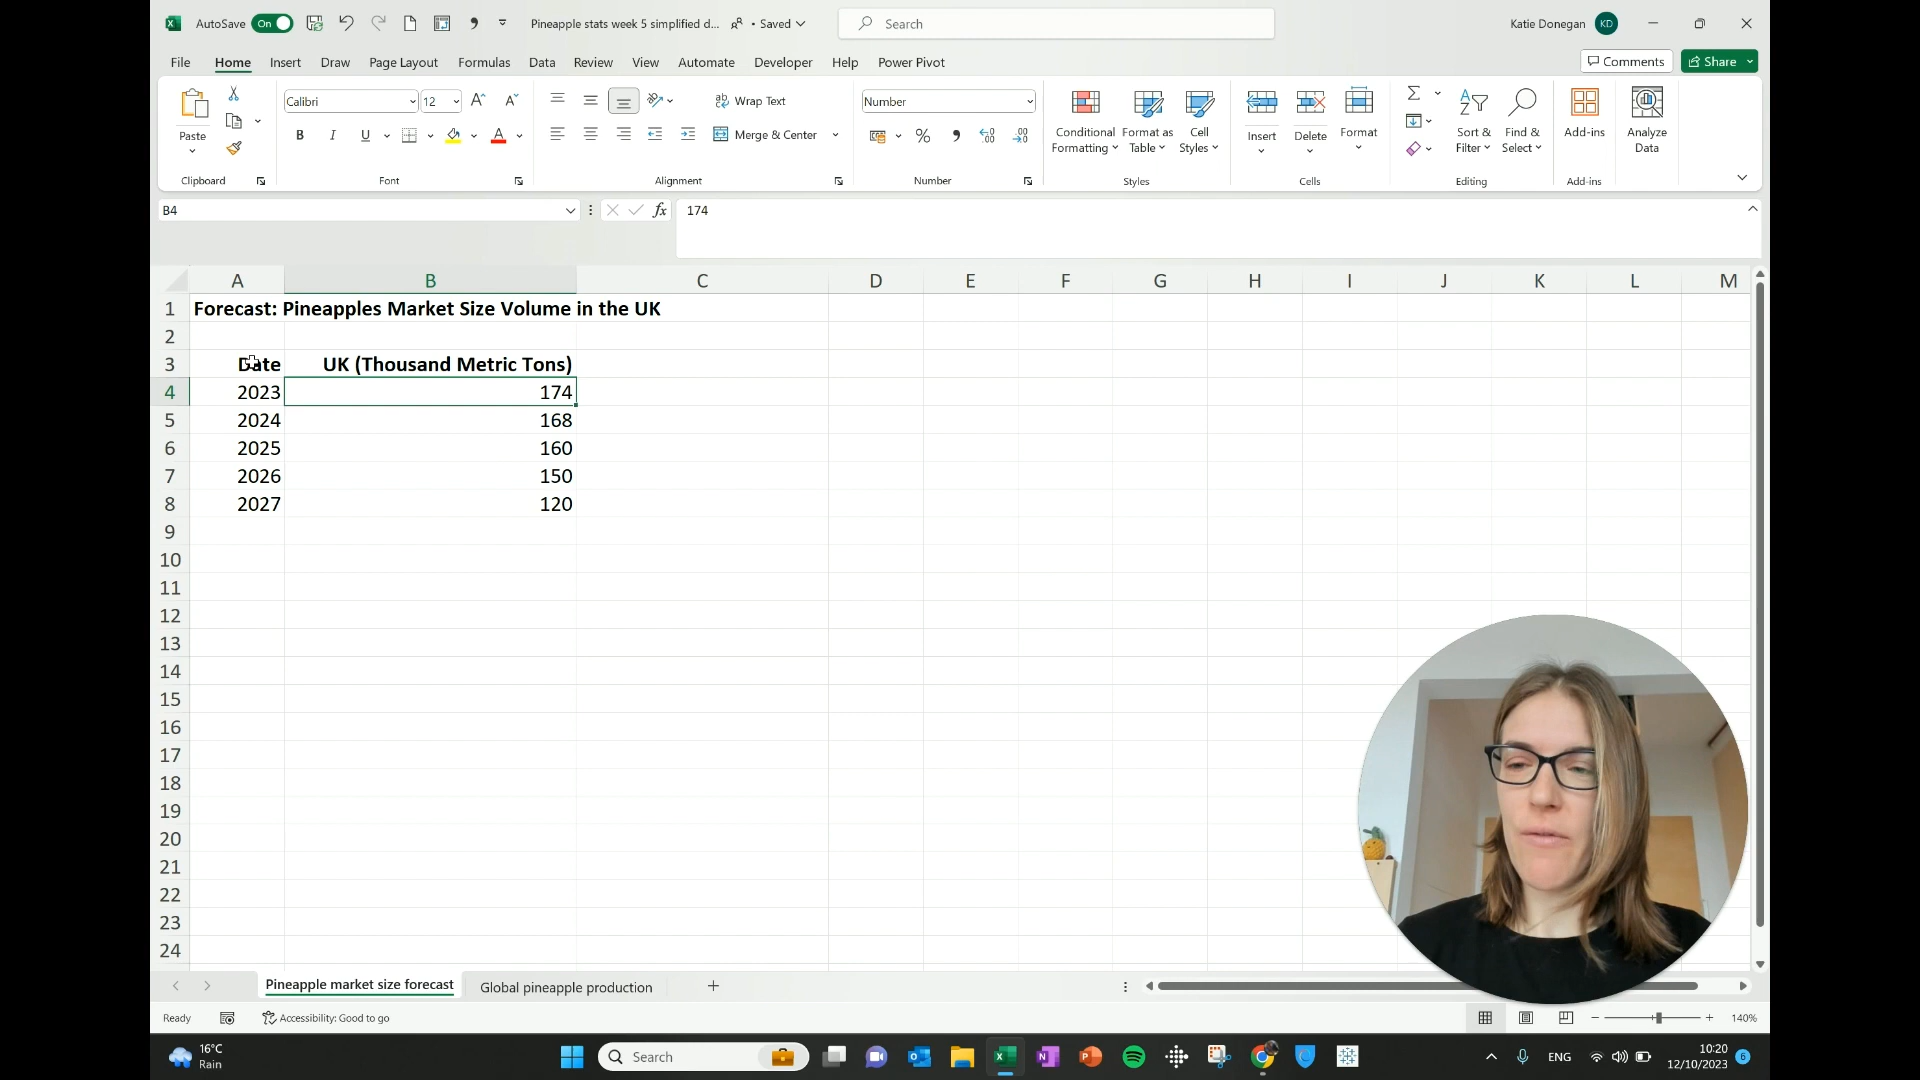 AutoSave On Pineapple stats week 5 simplified d... • Saved Search Katie Donegan KD
File Home Insert Draw Page Layout Formulas Data Review View Automate Developer Help Power Pivot Comments Share
Calibri 12 A A Wrap Text Number
Paste B I U A Merge & Center % Conditional Formatting Format as Table Cell Styles Insert Delete Format Sort & Filter Find & Select Add-ins Analyze Data
Clipboard Font Alignment Number Styles Cells Editing Add-ins
B4 fx 174
A B C D E F G H I J K L M
1 Forecast: Pineapples Market Size Volume in the UK
2
3 Date UK (Thousand Metric Tons)
4 2023 174
5 2024 168
6 2025 160
7 2026 150
8 2027 120
9
10
11
12
13
14
15
16
17
18
19
20
21
22
23
24
Pineapple market size forecast Global pineapple production
Ready Accessibility: Good to go 140%
16°C Search ENG 10:20
Rain 12/10/2023 6